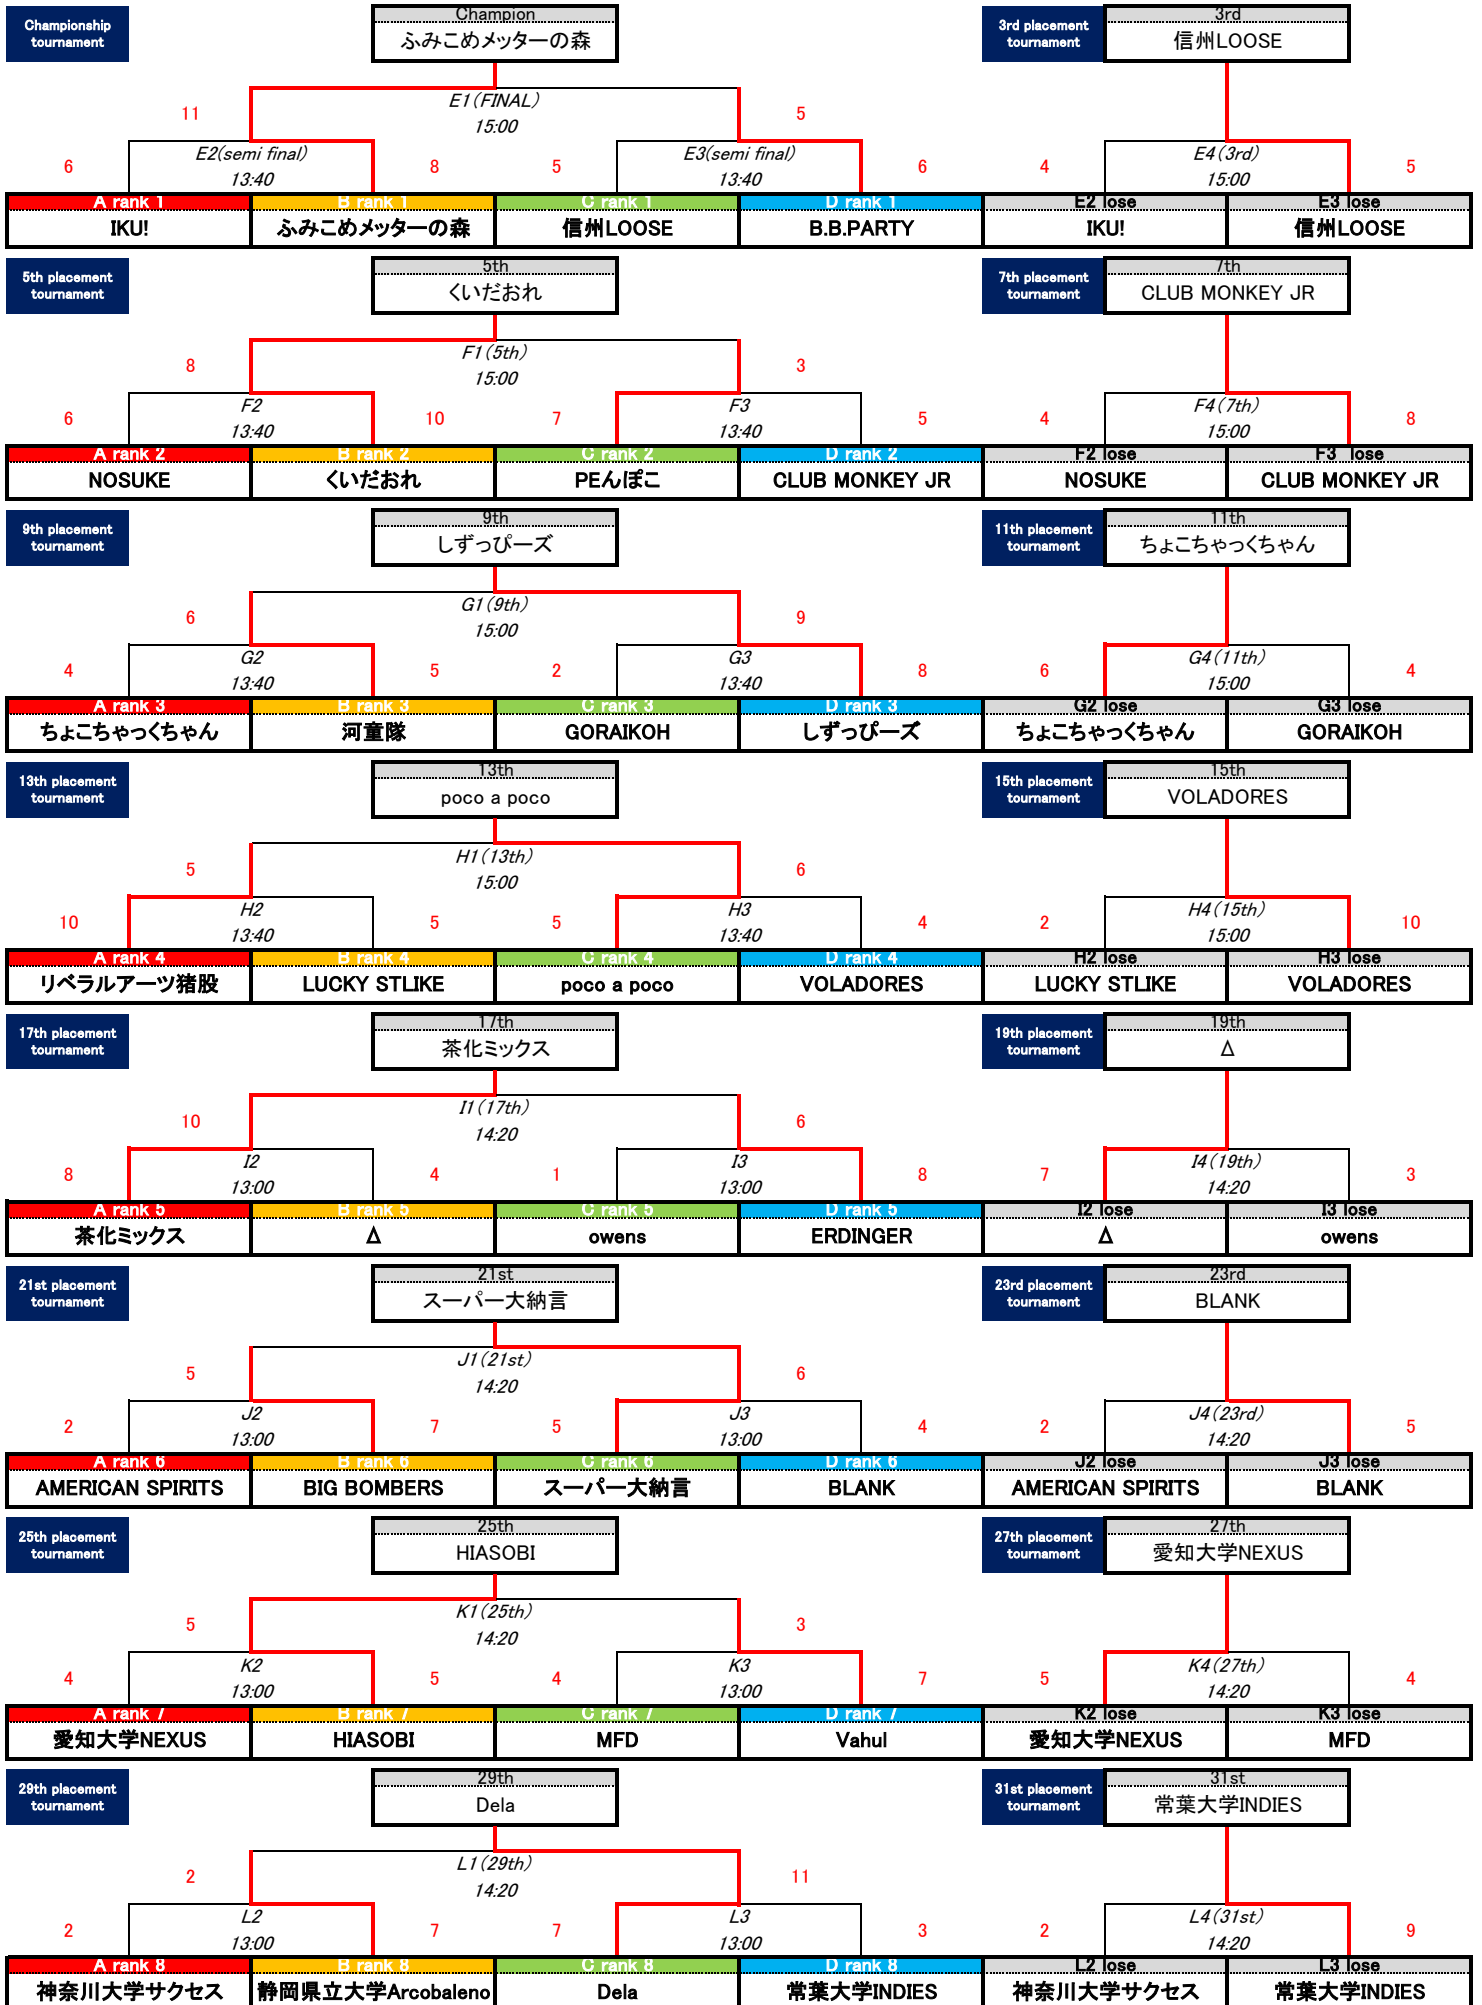 Championship
tournament
Champion
ふみこめメッターの森
3rd placement
tournament
3rd
信州LOOSE
11
E1(FINAL)
15:00
5
6
E2(semi final)
13:40
8
5
E3(semi final)
13:40
6
4
E4(3rd)
15:00
5
A rank 1
B rank 1
C rank 1
D rank 1
E2 lose
E3 lose
IKU!
ふみこめメッターの森
信州LOOSE
B.B.PARTY
IKU!
信州LOOSE
5th placement
tournament
5th
くいだおれ
7th placement
tournament
7th
CLUB MONKEY JR
8
F1(5th)
15:00
3
6
F2
13:40
10
7
F3
13:40
5
4
F4(7th)
15:00
8
A rank 2
B rank 2
C rank 2
D rank 2
F2 lose
F3 lose
NOSUKE
くいだおれ
PEんぽこ
CLUB MONKEY JR
NOSUKE
CLUB MONKEY JR
9th placement
tournament
9th
しずっぴーズ
11th placement
tournament
11th
ちょこちゃっくちゃん
6
G1(9th)
15:00
9
4
G2
13:40
5
2
G3
13:40
8
6
G4(11th)
15:00
4
A rank 3
B rank 3
C rank 3
D rank 3
G2 lose
G3 lose
ちょこちゃっくちゃん
河童隊
GORAIKOH
しずっぴーズ
ちょこちゃっくちゃん
GORAIKOH
13th placement
tournament
13th
poco a poco
15th placement
tournament
15th
VOLADORES
5
H1(13th)
15:00
6
10
H2
13:40
5
5
H3
13:40
4
2
H4(15th)
15:00
10
A rank 4
B rank 4
C rank 4
D rank 4
H2 lose
H3 lose
リベラルアーツ猪股
LUCKY STLIKE
poco a poco
VOLADORES
LUCKY STLIKE
VOLADORES
17th placement
tournament
17th
茶化ミックス
19th placement
tournament
19th
Δ
10
I1(17th)
14:20
6
8
I2
13:00
4
1
I3
13:00
8
7
I4(19th)
14:20
3
A rank 5
B rank 5
C rank 5
D rank 5
I2 lose
I3 lose
茶化ミックス
Δ
owens
ERDINGER
Δ
owens
21st placement
tournament
21st
スーパー大納言
23rd placement
tournament
23rd
BLANK
5
J1(21st)
14:20
6
2
J2
13:00
7
5
J3
13:00
4
2
J4(23rd)
14:20
5
A rank 6
B rank 6
C rank 6
D rank 6
J2 lose
J3 lose
AMERICAN SPIRITS
BIG BOMBERS
スーパー大納言
BLANK
AMERICAN SPIRITS
BLANK
25th placement
tournament
25th
HIASOBI
27th placement
tournament
27th
愛知大学NEXUS
5
K1(25th)
14:20
3
4
K2
13:00
5
4
K3
13:00
7
5
K4(27th)
14:20
4
A rank 7
B rank 7
C rank 7
D rank 7
K2 lose
K3 lose
愛知大学NEXUS
HIASOBI
MFD
Vahul
愛知大学NEXUS
MFD
29th placement
tournament
29th
Dela
31st placement
tournament
31st
常葉大学INDIES
2
L1(29th)
14:20
11
2
L2
13:00
7
7
L3
13:00
3
2
L4(31st)
14:20
9
A rank 8
B rank 8
C rank 8
D rank 8
L2 lose
L3 lose
神奈川大学サクセス
静岡県立大学Arcobaleno
Dela
常葉大学INDIES
神奈川大学サクセス
常葉大学INDIES